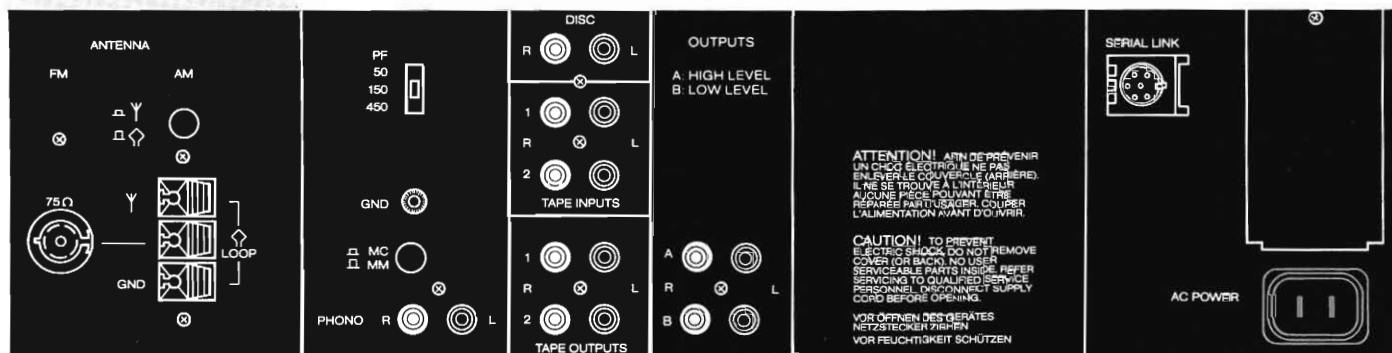 ANTENNA
FM
AM
75 Ω
GND
LOOP
PF
50
150
450
GND
MC
MM
PHONO R L
DISC
R L
1
R L
2
TAPE INPUTS
1
R L
2
TAPE OUTPUTS
OUTPUTS
A: HIGH LEVEL
B: LOW LEVEL
A
R L
B
ATTENTION! AFIN DE PRÉVENIR
UN CHOC ÉLECTRIQUE NE PAS
ENLEVER LE COUVERCLE (ARRIÈRE).
IL NE SE TROUVE À L'INTÉRIEUR
AUCUNE PIÈCE POUVANT ÊTRE
RÉPARÉE PAR L'USAGER. COUPER
L'ALIMENTATION AVANT D'OUVRIR.
CAUTION! TO PREVENT
ELECTRIC SHOCK, DO NOT REMOVE
COVER (OR BACK). NO USER
SERVICEABLE PARTS INSIDE. REFER
SERVICING TO QUALIFIED SERVICE
PERSONNEL. DISCONNECT SUPPLY
CORD BEFORE OPENING.
VOR ÖFFNEN DES GERÄTES
NETZSTECKER ZIEHEN
VOR FEUCHTIGKEIT SCHÜTZEN
SERIAL LINK
AC POWER